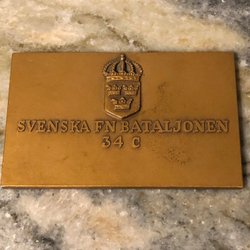 SVENSKA FN BATALJONEN
34 C